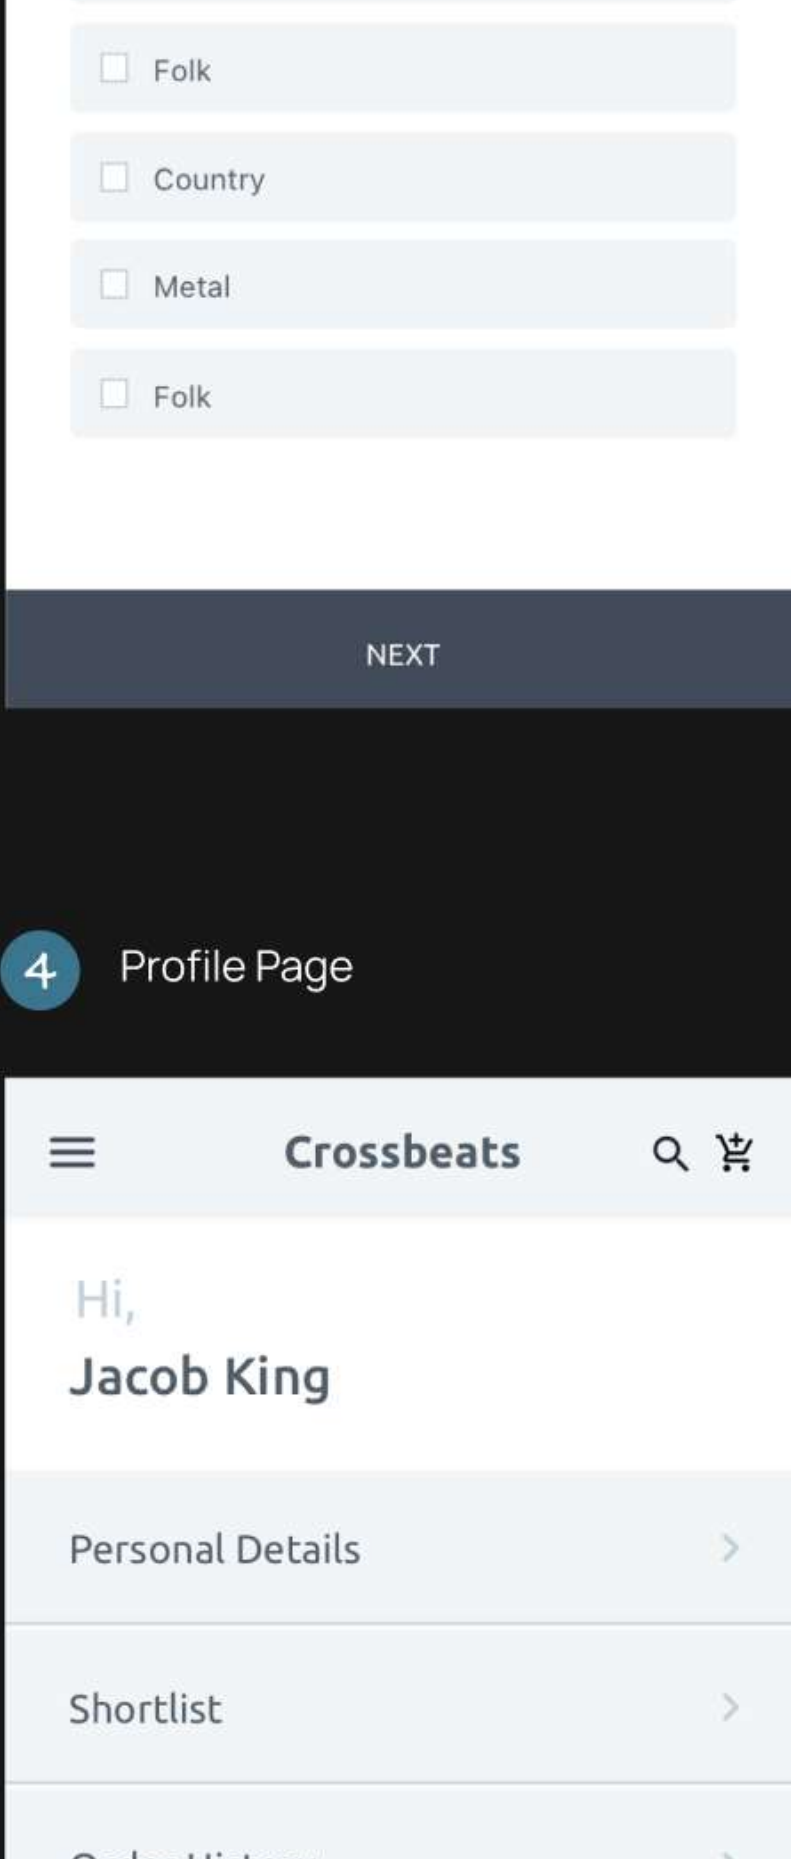 Folk
Country
Metal
Folk
NEXT
4 Profile Page
Crossbeats
Hi,
Jacob King
Personal Details
Shortlist